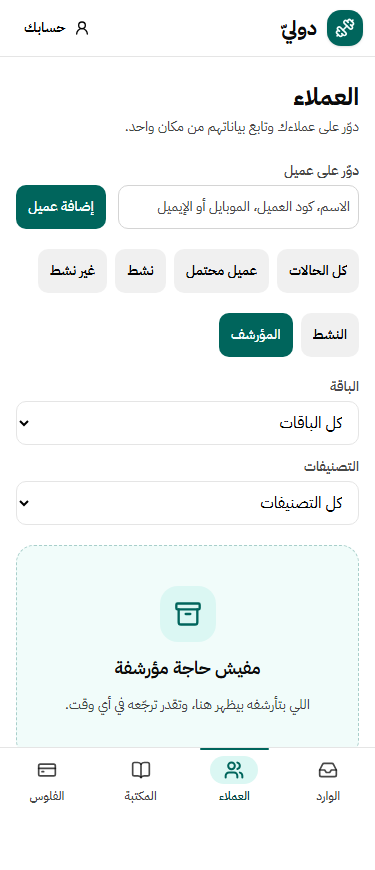 دوليّ
حسابك
العملاء
دوّر على عملاءك وتابع بياناتهم من مكان واحد.
دوّر على عميل
الاسم، كود العميل، الموبايل أو الإيميل
إضافة عميل
كل الحالات
عميل محتمل
نشط
غير نشط
النشط
المؤرشف
الباقة
كل الباقات
التصنيفات
كل التصنيفات
مفيش حاجة مؤرشفة
اللي بتأرشفه بيظهر هنا، وتقدر ترجّعه في أي وقت.
الوارد
العملاء
المكتبة
الفلوس